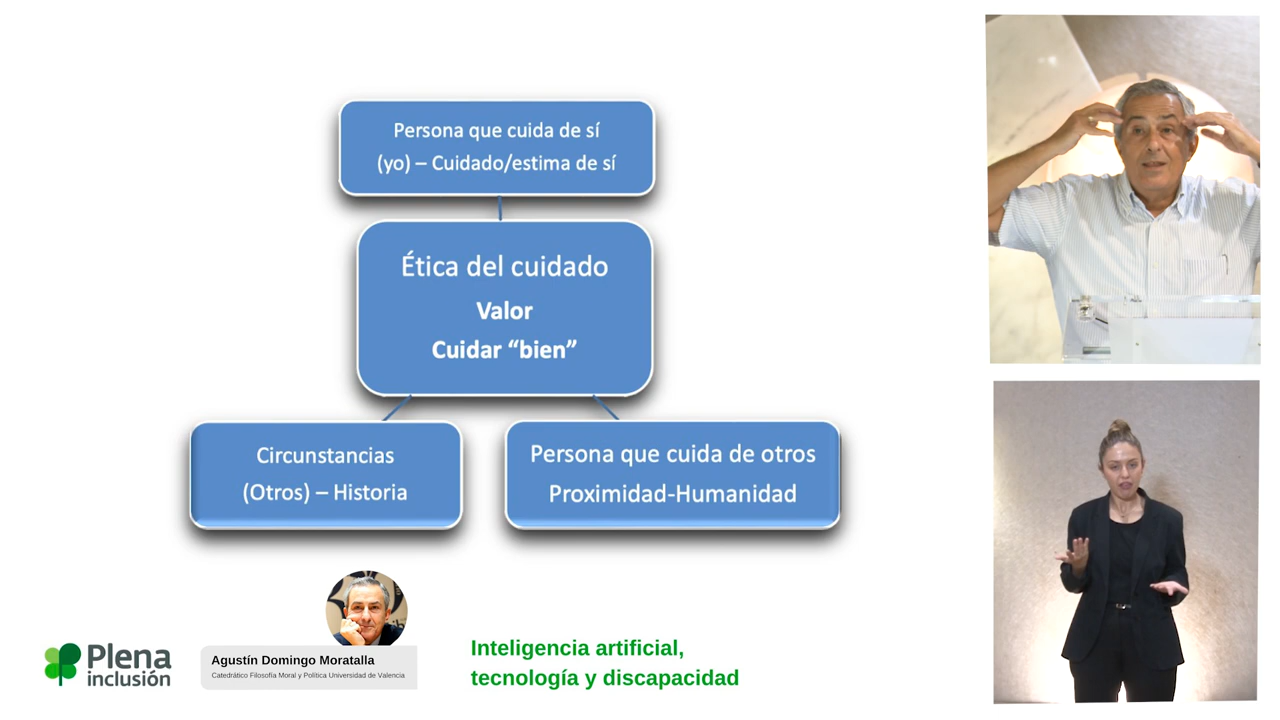 Persona que cuida de sí
(yo) – Cuidado/estima de sí
Ética del cuidado
Valor
Cuidar “bien”
Circunstancias
(Otros) – Historia
Persona que cuida de otros
Proximidad-Humanidad
Plena
inclusión
Agustín Domingo Moratalla
Catedrático Filosofía Moral y Política Universidad de Valencia
Inteligencia artificial,
tecnología y discapacidad